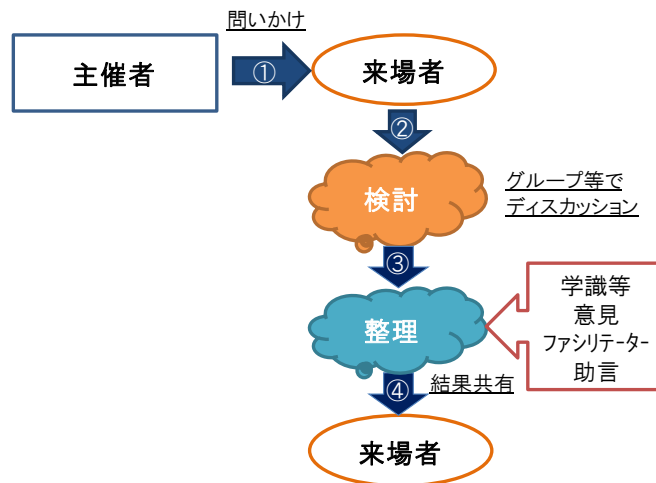 問いかけ
主催者
①
来場者
②
検討
グループ等で
ディスカッション
③
整理
学識等
意見
ファシリテーター
助言
④
結果共有
来場者